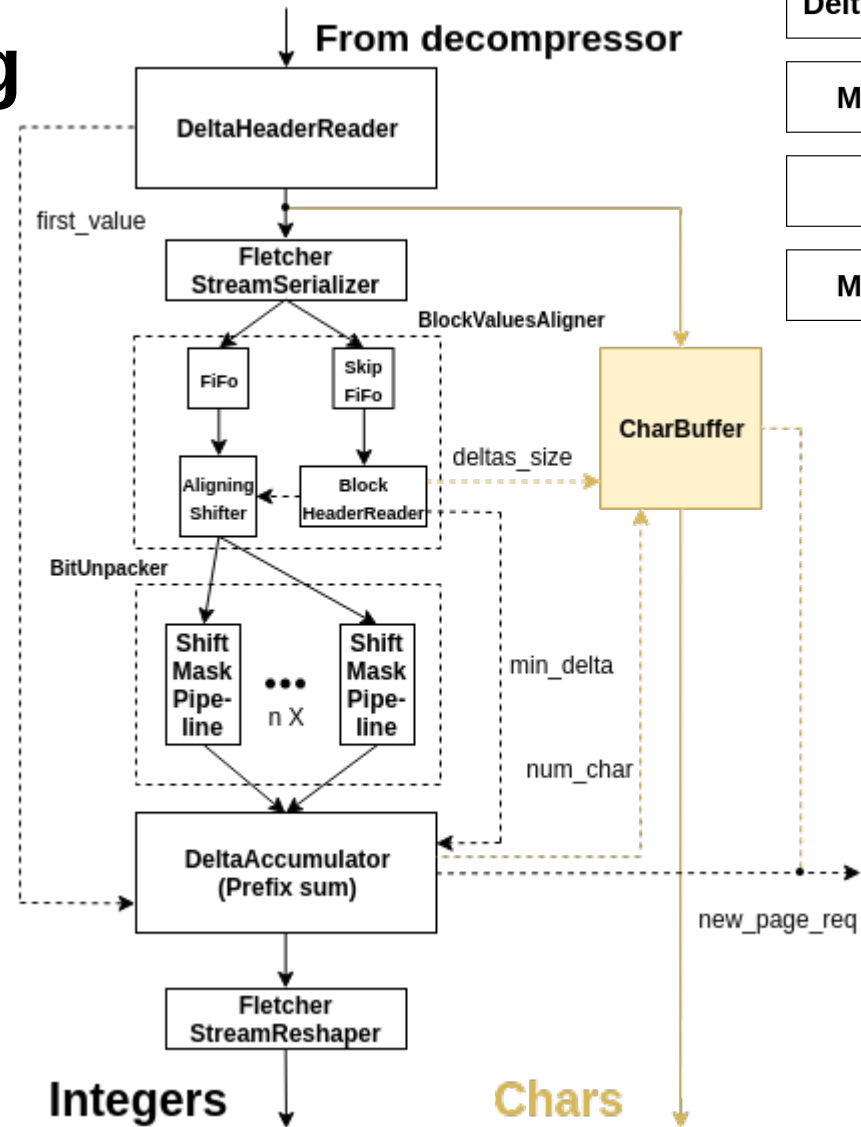 g
From decompressor
Delt
M
M
DeltaHeaderReader
first_value
Fletcher
StreamSerializer
BlockValuesAligner
FiFo
Skip
FiFo
CharBuffer
deltas_size
Aligning
Shifter
Block
HeaderReader
BitUnpacker
Shift
Mask
Pipe-
line
n X
Shift
Mask
Pipe-
line
min_delta
num_char
DeltaAccumulator
(Prefix sum)
new_page_req
Fletcher
StreamReshaper
Integers
Chars